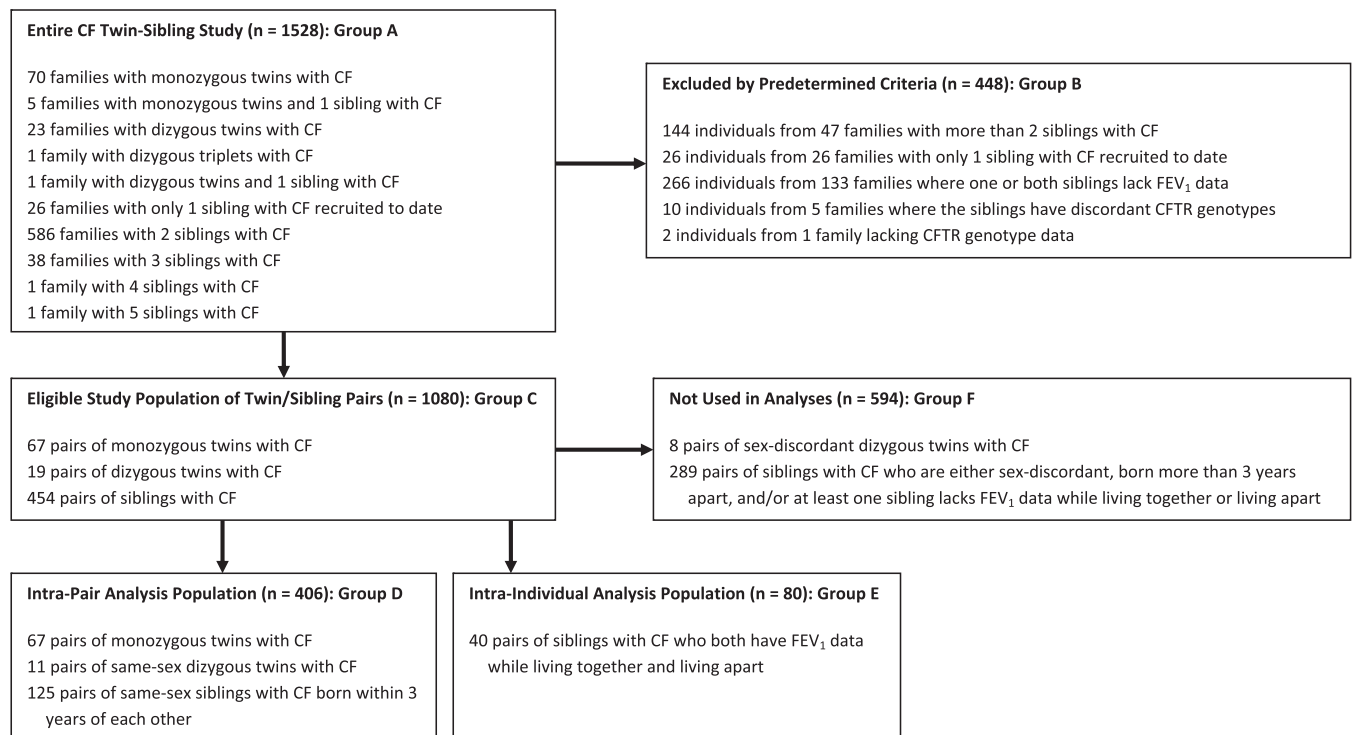 Entire CF Twin-Sibling Study (n = 1528): Group A
70 families with monozygous twins with CF
5 families with monozygous twins and 1 sibling with CF
23 families with dizygous twins with CF
1 family with dizygous triplets with CF
1 family with dizygous twins and 1 sibling with CF
26 families with only 1 sibling with CF recruited to date
586 families with 2 siblings with CF
38 families with 3 siblings with CF
1 family with 4 siblings with CF
1 family with 5 siblings with CF
Excluded by Predetermined Criteria (n = 448): Group B
144 individuals from 47 families with more than 2 siblings with CF
26 individuals from 26 families with only 1 sibling with CF recruited to date
266 individuals from 133 families where one or both siblings lack FEV₁ data
10 individuals from 5 families where the siblings have discordant CFTR genotypes
2 individuals from 1 family lacking CFTR genotype data
Eligible Study Population of Twin/Sibling Pairs (n = 1080): Group C
67 pairs of monozygous twins with CF
19 pairs of dizygous twins with CF
454 pairs of siblings with CF
Not Used in Analyses (n = 594): Group F
8 pairs of sex-discordant dizygous twins with CF
289 pairs of siblings with CF who are either sex-discordant, born more than 3 years
apart, and/or at least one sibling lacks FEV₁ data while living together or living apart
Intra-Pair Analysis Population (n = 406): Group D
67 pairs of monozygous twins with CF
11 pairs of same-sex dizygous twins with CF
125 pairs of same-sex siblings with CF born within 3
years of each other
Intra-Individual Analysis Population (n = 80): Group E
40 pairs of siblings with CF who both have FEV₁ data
while living together and living apart